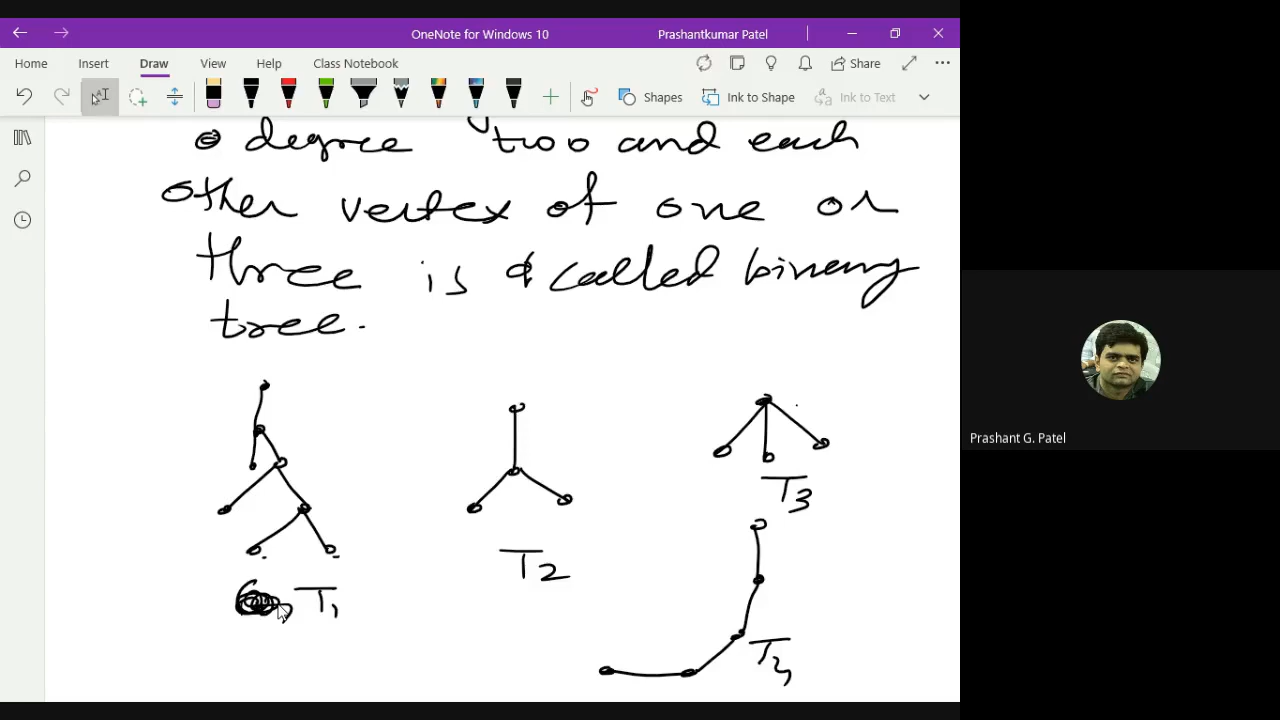 OneNote for Windows 10
Prashantkumar Patel
Home Insert Draw View Help Class Notebook
Share
Shapes Ink to Shape Ink to Text
degree two and each
other vertex of one or
three is called binary
tree.
T1
T2
T3
T4
Prashant G. Patel